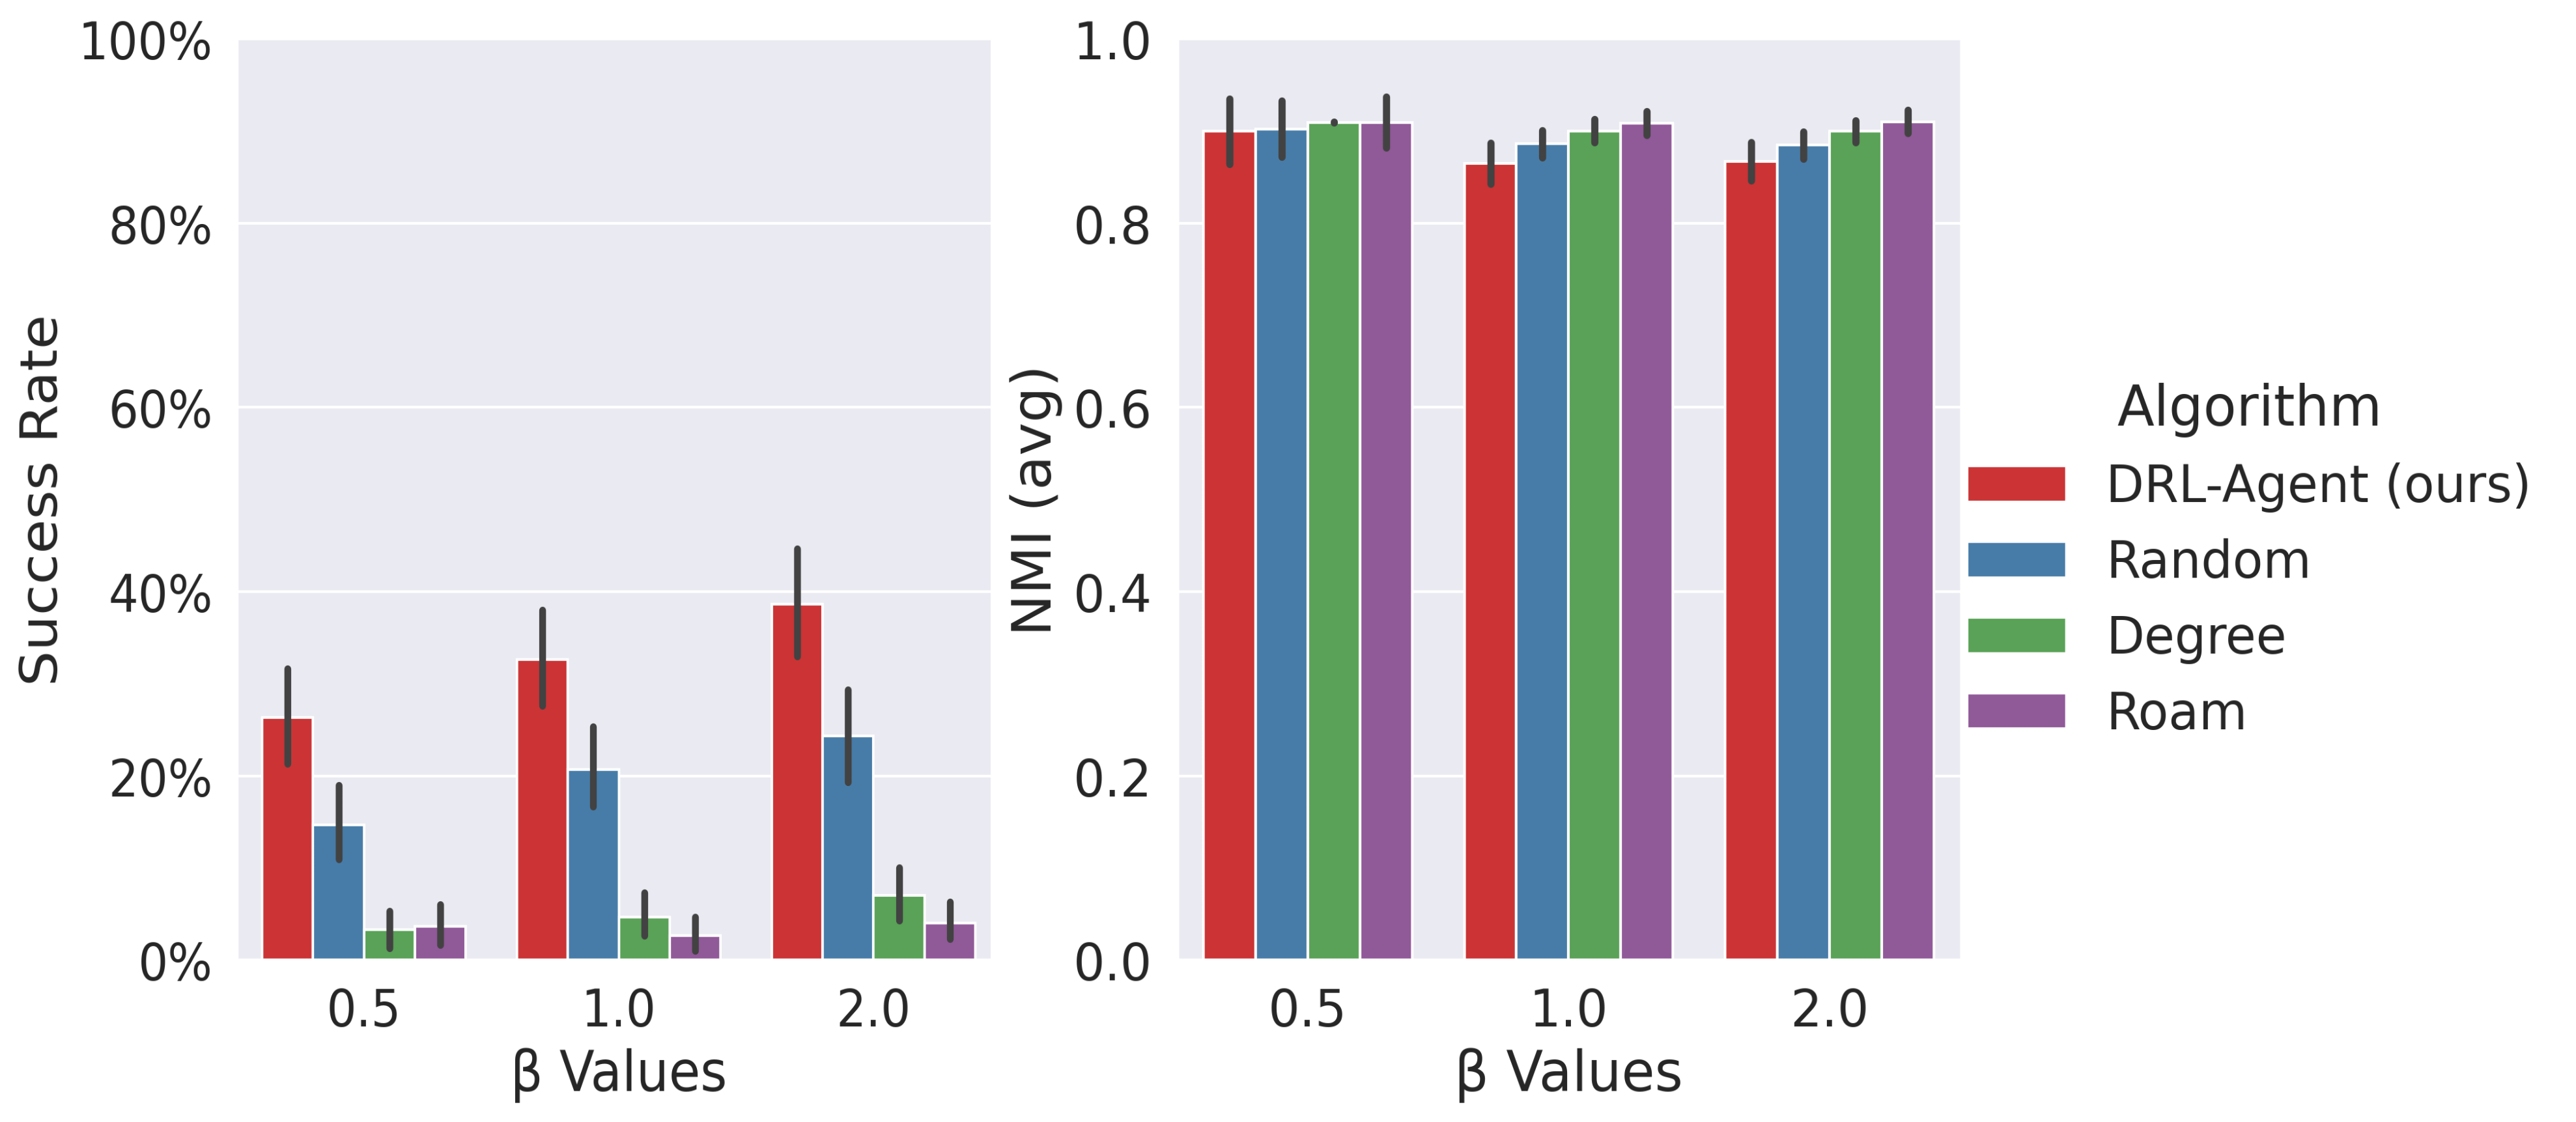 Success Rate
100%
80%
60%
40%
20%
0%
0.5 1.0 2.0
β Values
NMI (avg)
1.0
0.8
0.6
0.4
0.2
0.0
0.5 1.0 2.0
β Values
Algorithm
DRL-Agent (ours)
Random
Degree
Roam